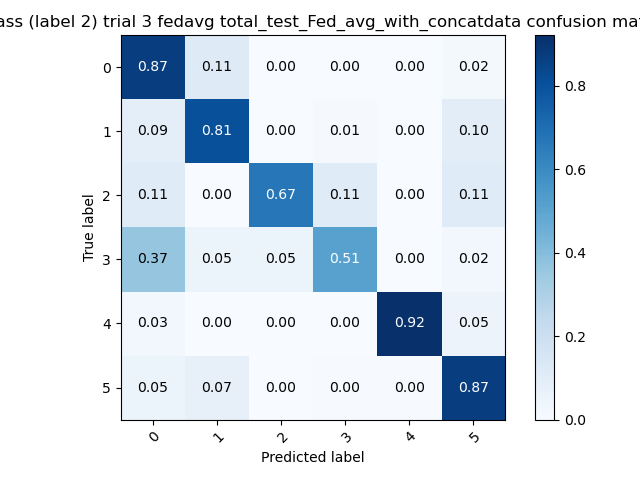 ass (label 2) trial 3 fedavg total_test_Fed_avg_with_concatdata confusion ma
0 0.87 0.11 0.00 0.00 0.00 0.02
1 0.09 0.81 0.00 0.01 0.00 0.10
2 0.11 0.00 0.67 0.11 0.00 0.11
3 0.37 0.05 0.05 0.51 0.00 0.02
4 0.03 0.00 0.00 0.00 0.92 0.05
5 0.05 0.07 0.00 0.00 0.00 0.87
0 1 2 3 4 5
True label
Predicted label
0.8
0.6
0.4
0.2
0.0